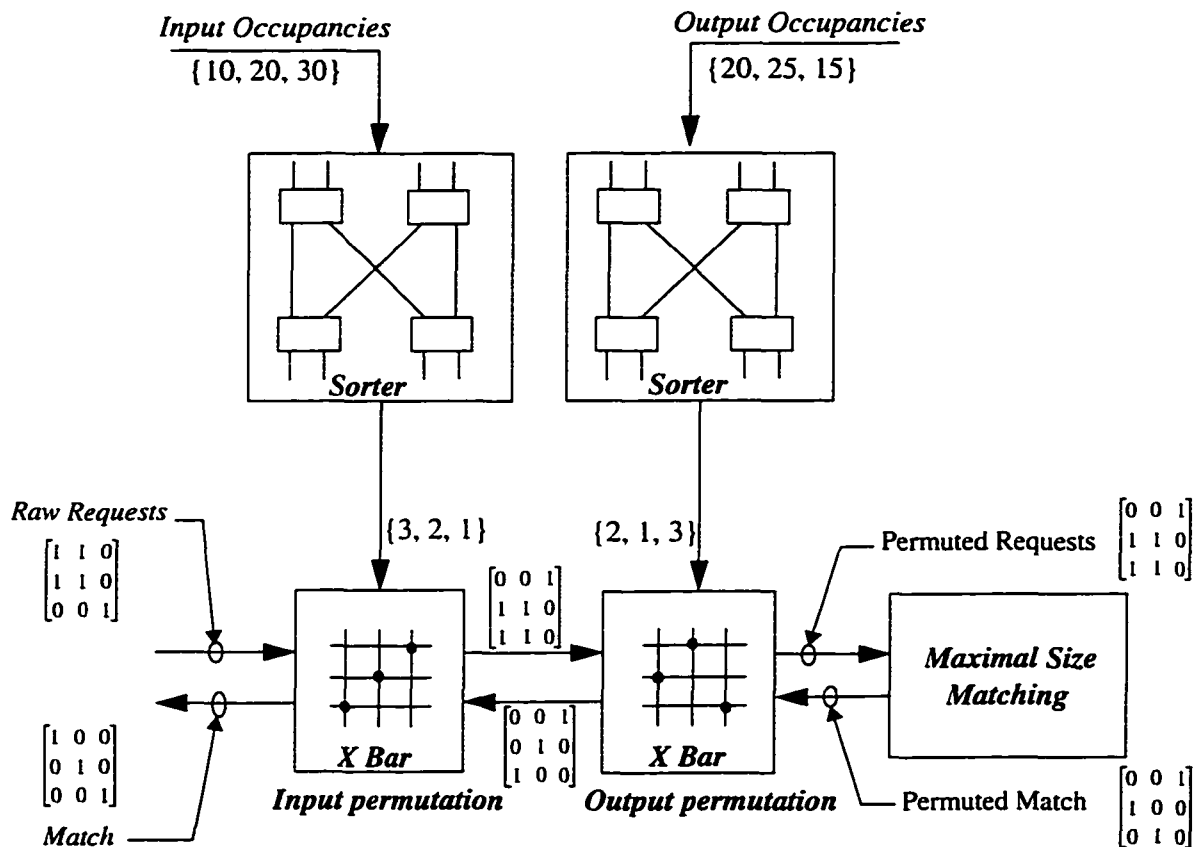 Input Occupancies
{10, 20, 30}
Output Occupancies
{20, 25, 15}
Sorter
Sorter
{3, 2, 1}
{2, 1, 3}
Raw Requests
1 1 0
1 1 0
0 0 1
0 0 1
1 1 0
1 1 0
Permuted Requests
0 0 1
1 1 0
1 1 0
Maximal Size
Matching
X Bar
Input permutation
X Bar
Output permutation
0 0 1
0 1 0
1 0 0
1 0 0
0 1 0
0 0 1
Match
Permuted Match
0 0 1
1 0 0
0 1 0